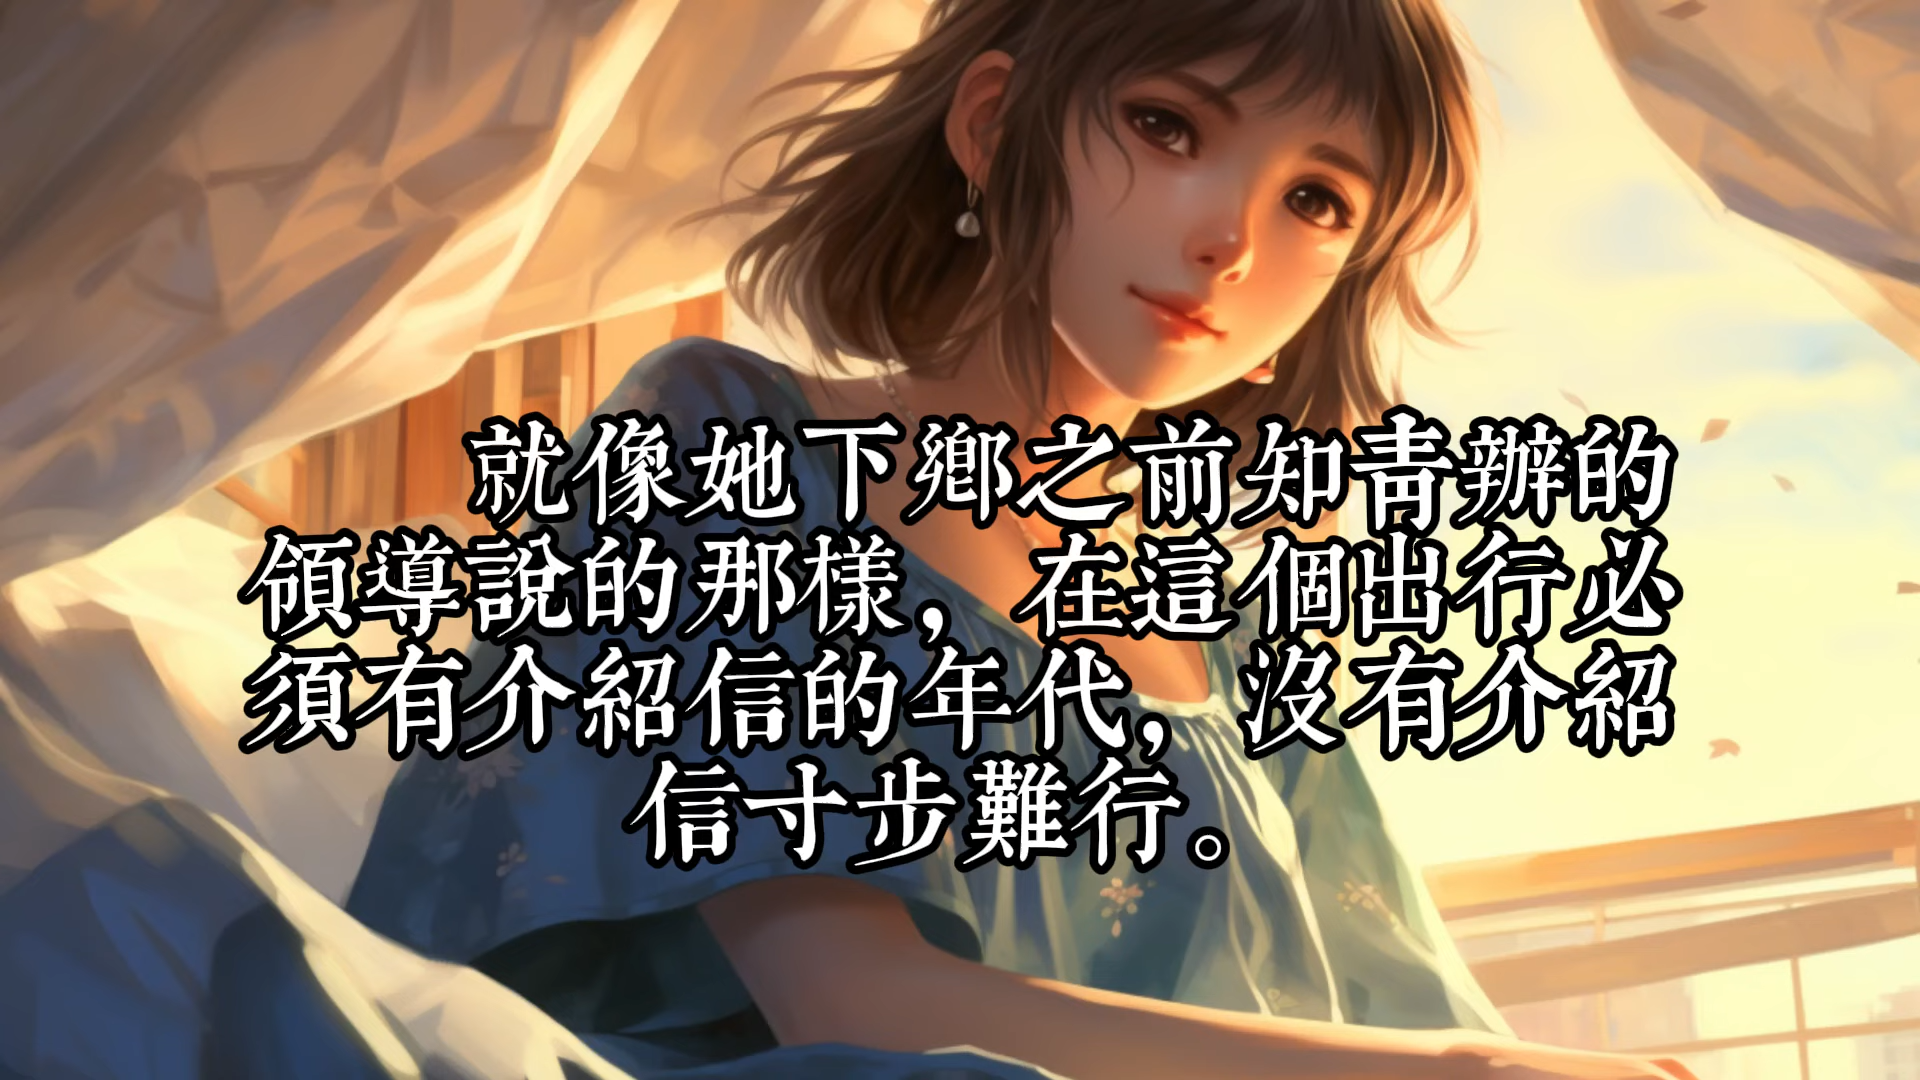 就像她下鄉之前知青辦的
領導說的那樣，在這個出行必
須有介紹信的年代，沒有介紹
信寸步難行。